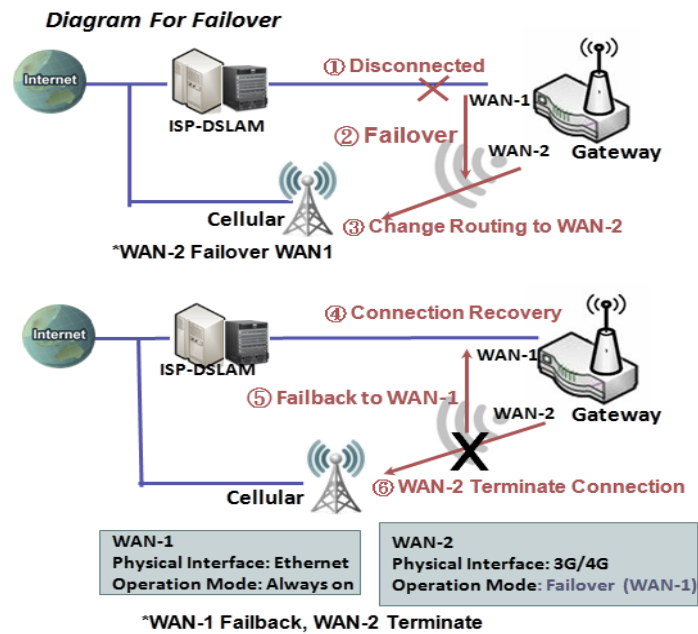 Diagram For Failover
Internet
ISP-DSLAM
① Disconnected
WAN-1
② Failover
WAN-2
Gateway
Cellular
③ Change Routing to WAN-2
*WAN-2 Failover WAN1
Internet
ISP-DSLAM
④ Connection Recovery
WAN-1
⑤ Failback to WAN-1
WAN-2
Gateway
Cellular
⑥ WAN-2 Terminate Connection
WAN-1
Physical Interface: Ethernet
Operation Mode: Always on
WAN-2
Physical Interface: 3G/4G
Operation Mode: Failover (WAN-1)
*WAN-1 Failback, WAN-2 Terminate